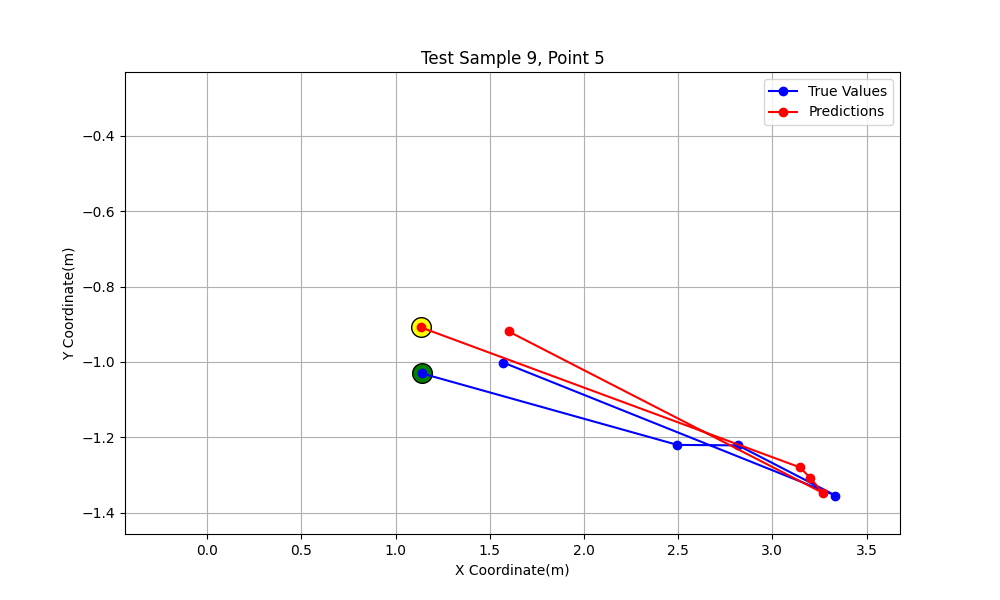 Test Sample 9, Point 5
True Values
Predictions
Y Coordinate(m)
−0.4
−0.6
−0.8
−1.0
−1.2
−1.4
0.0 0.5 1.0 1.5 2.0 2.5 3.0 3.5
X Coordinate(m)